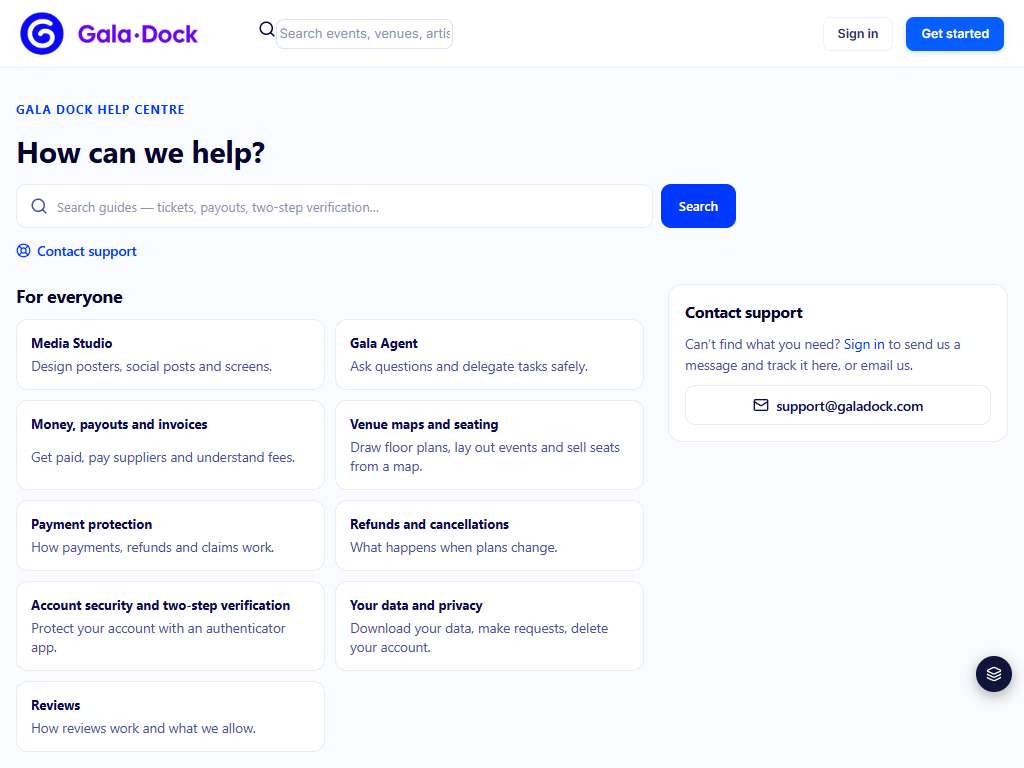 Gala·Dock
Search events, venues, artis
Sign in
Get started
GALA DOCK HELP CENTRE
How can we help?
Search guides — tickets, payouts, two-step verification...
Search
Contact support
For everyone
Media Studio
Design posters, social posts and screens.
Gala Agent
Ask questions and delegate tasks safely.
Money, payouts and invoices
Get paid, pay suppliers and understand fees.
Venue maps and seating
Draw floor plans, lay out events and sell seats
from a map.
Payment protection
How payments, refunds and claims work.
Refunds and cancellations
What happens when plans change.
Account security and two-step verification
Protect your account with an authenticator
app.
Your data and privacy
Download your data, make requests, delete
your account.
Reviews
How reviews work and what we allow.
Contact support
Can't find what you need? Sign in to send us a
message and track it here, or email us.
support@galadock.com